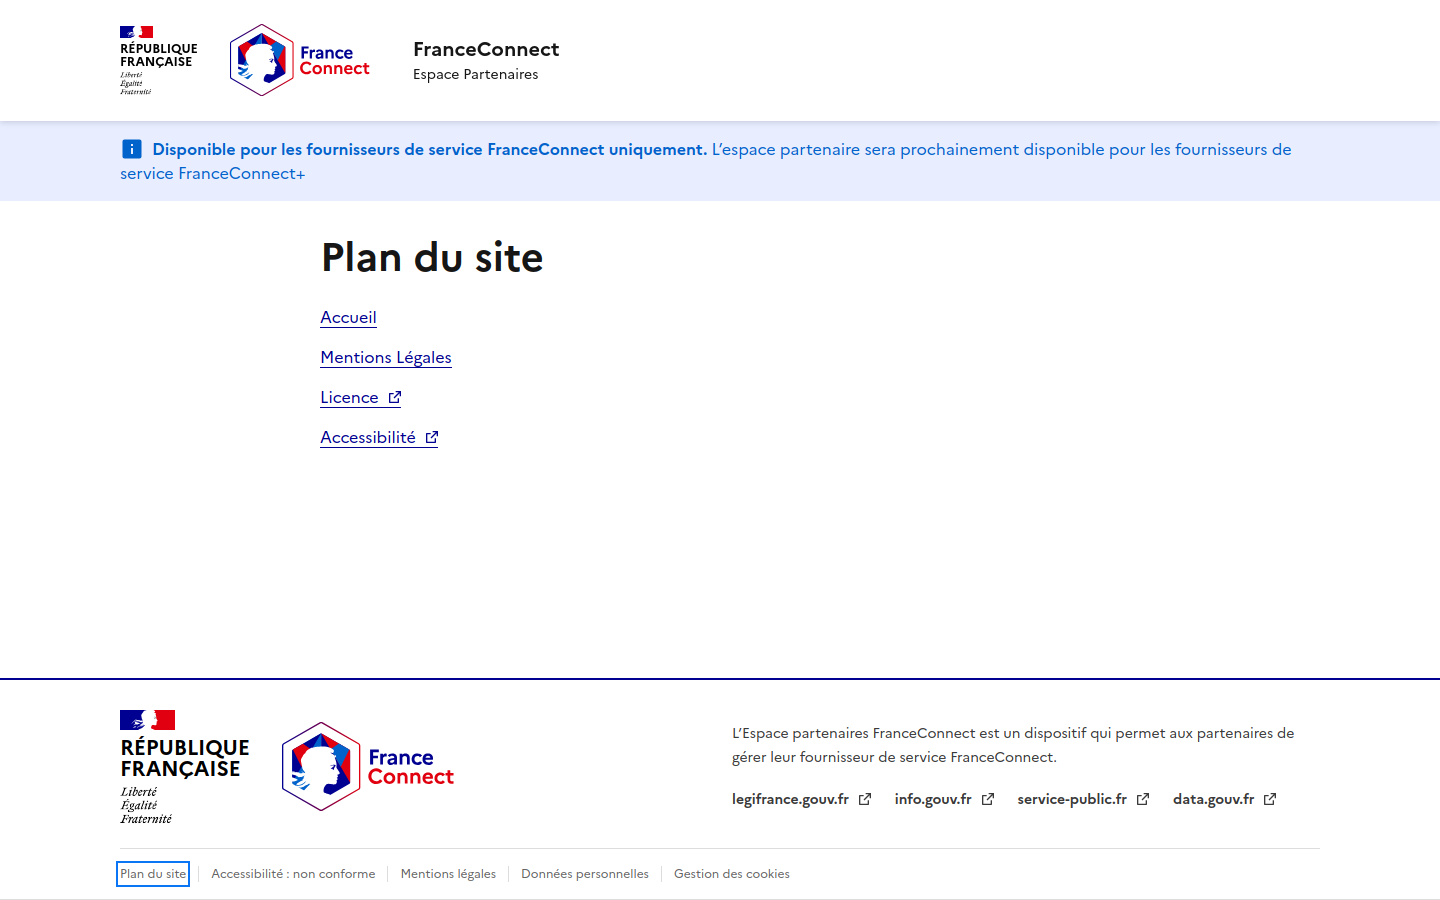 RÉPUBLIQUE
FRANÇAISE
Liberté
Égalité
Fraternité
France
Connect
FranceConnect
Espace Partenaires
Disponible pour les fournisseurs de service FranceConnect uniquement. L’espace partenaire sera prochainement disponible pour les fournisseurs de
service FranceConnect+
Plan du site
Accueil
Mentions Légales
Licence
Accessibilité
RÉPUBLIQUE
FRANÇAISE
Liberté
Égalité
Fraternité
France
Connect
L’Espace partenaires FranceConnect est un dispositif qui permet aux partenaires de
gérer leur fournisseur de service FranceConnect.
legifrance.gouv.fr info.gouv.fr service-public.fr data.gouv.fr
Plan du site Accessibilité : non conforme Mentions légales Données personnelles Gestion des cookies